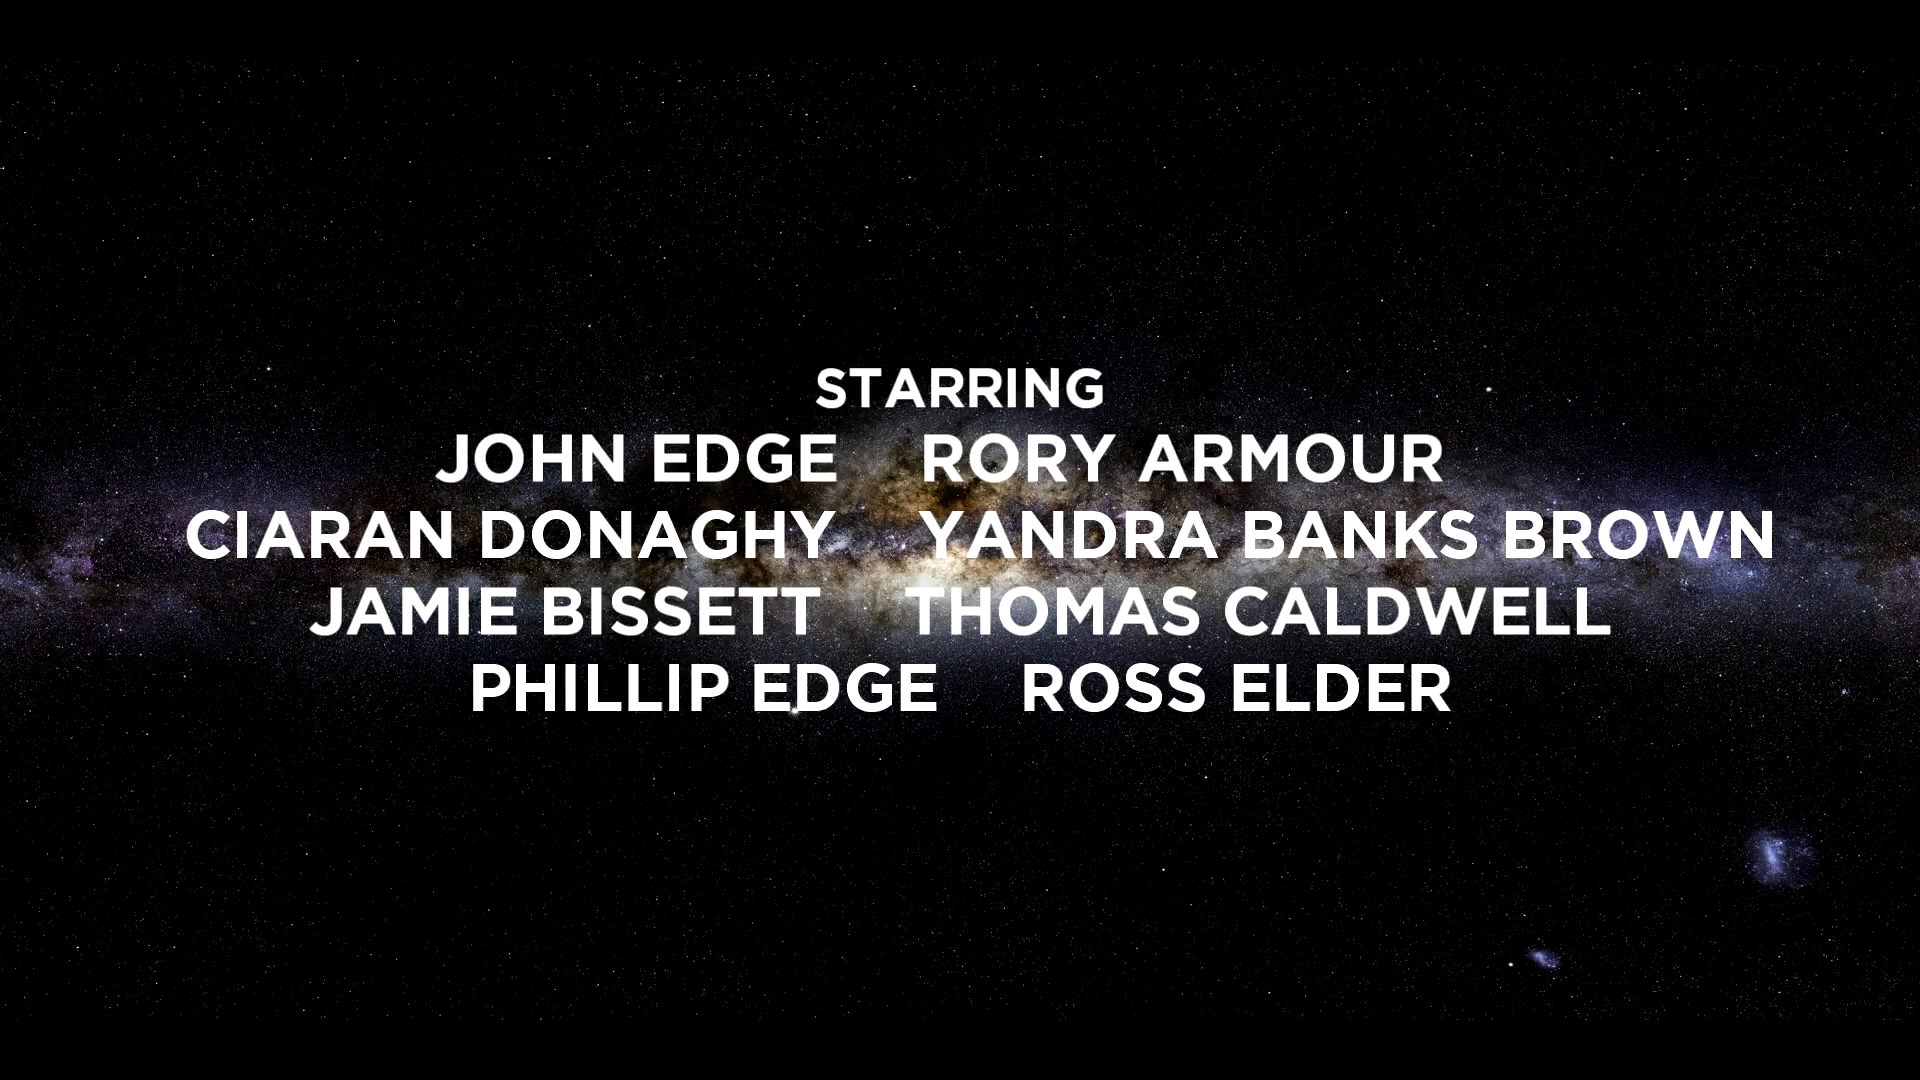 STARRING
JOHN EDGE RORY ARMOUR
CIARAN DONAGHY YANDRA BANKS BROWN
JAMIE BISSETT THOMAS CALDWELL
PHILLIP EDGE ROSS ELDER